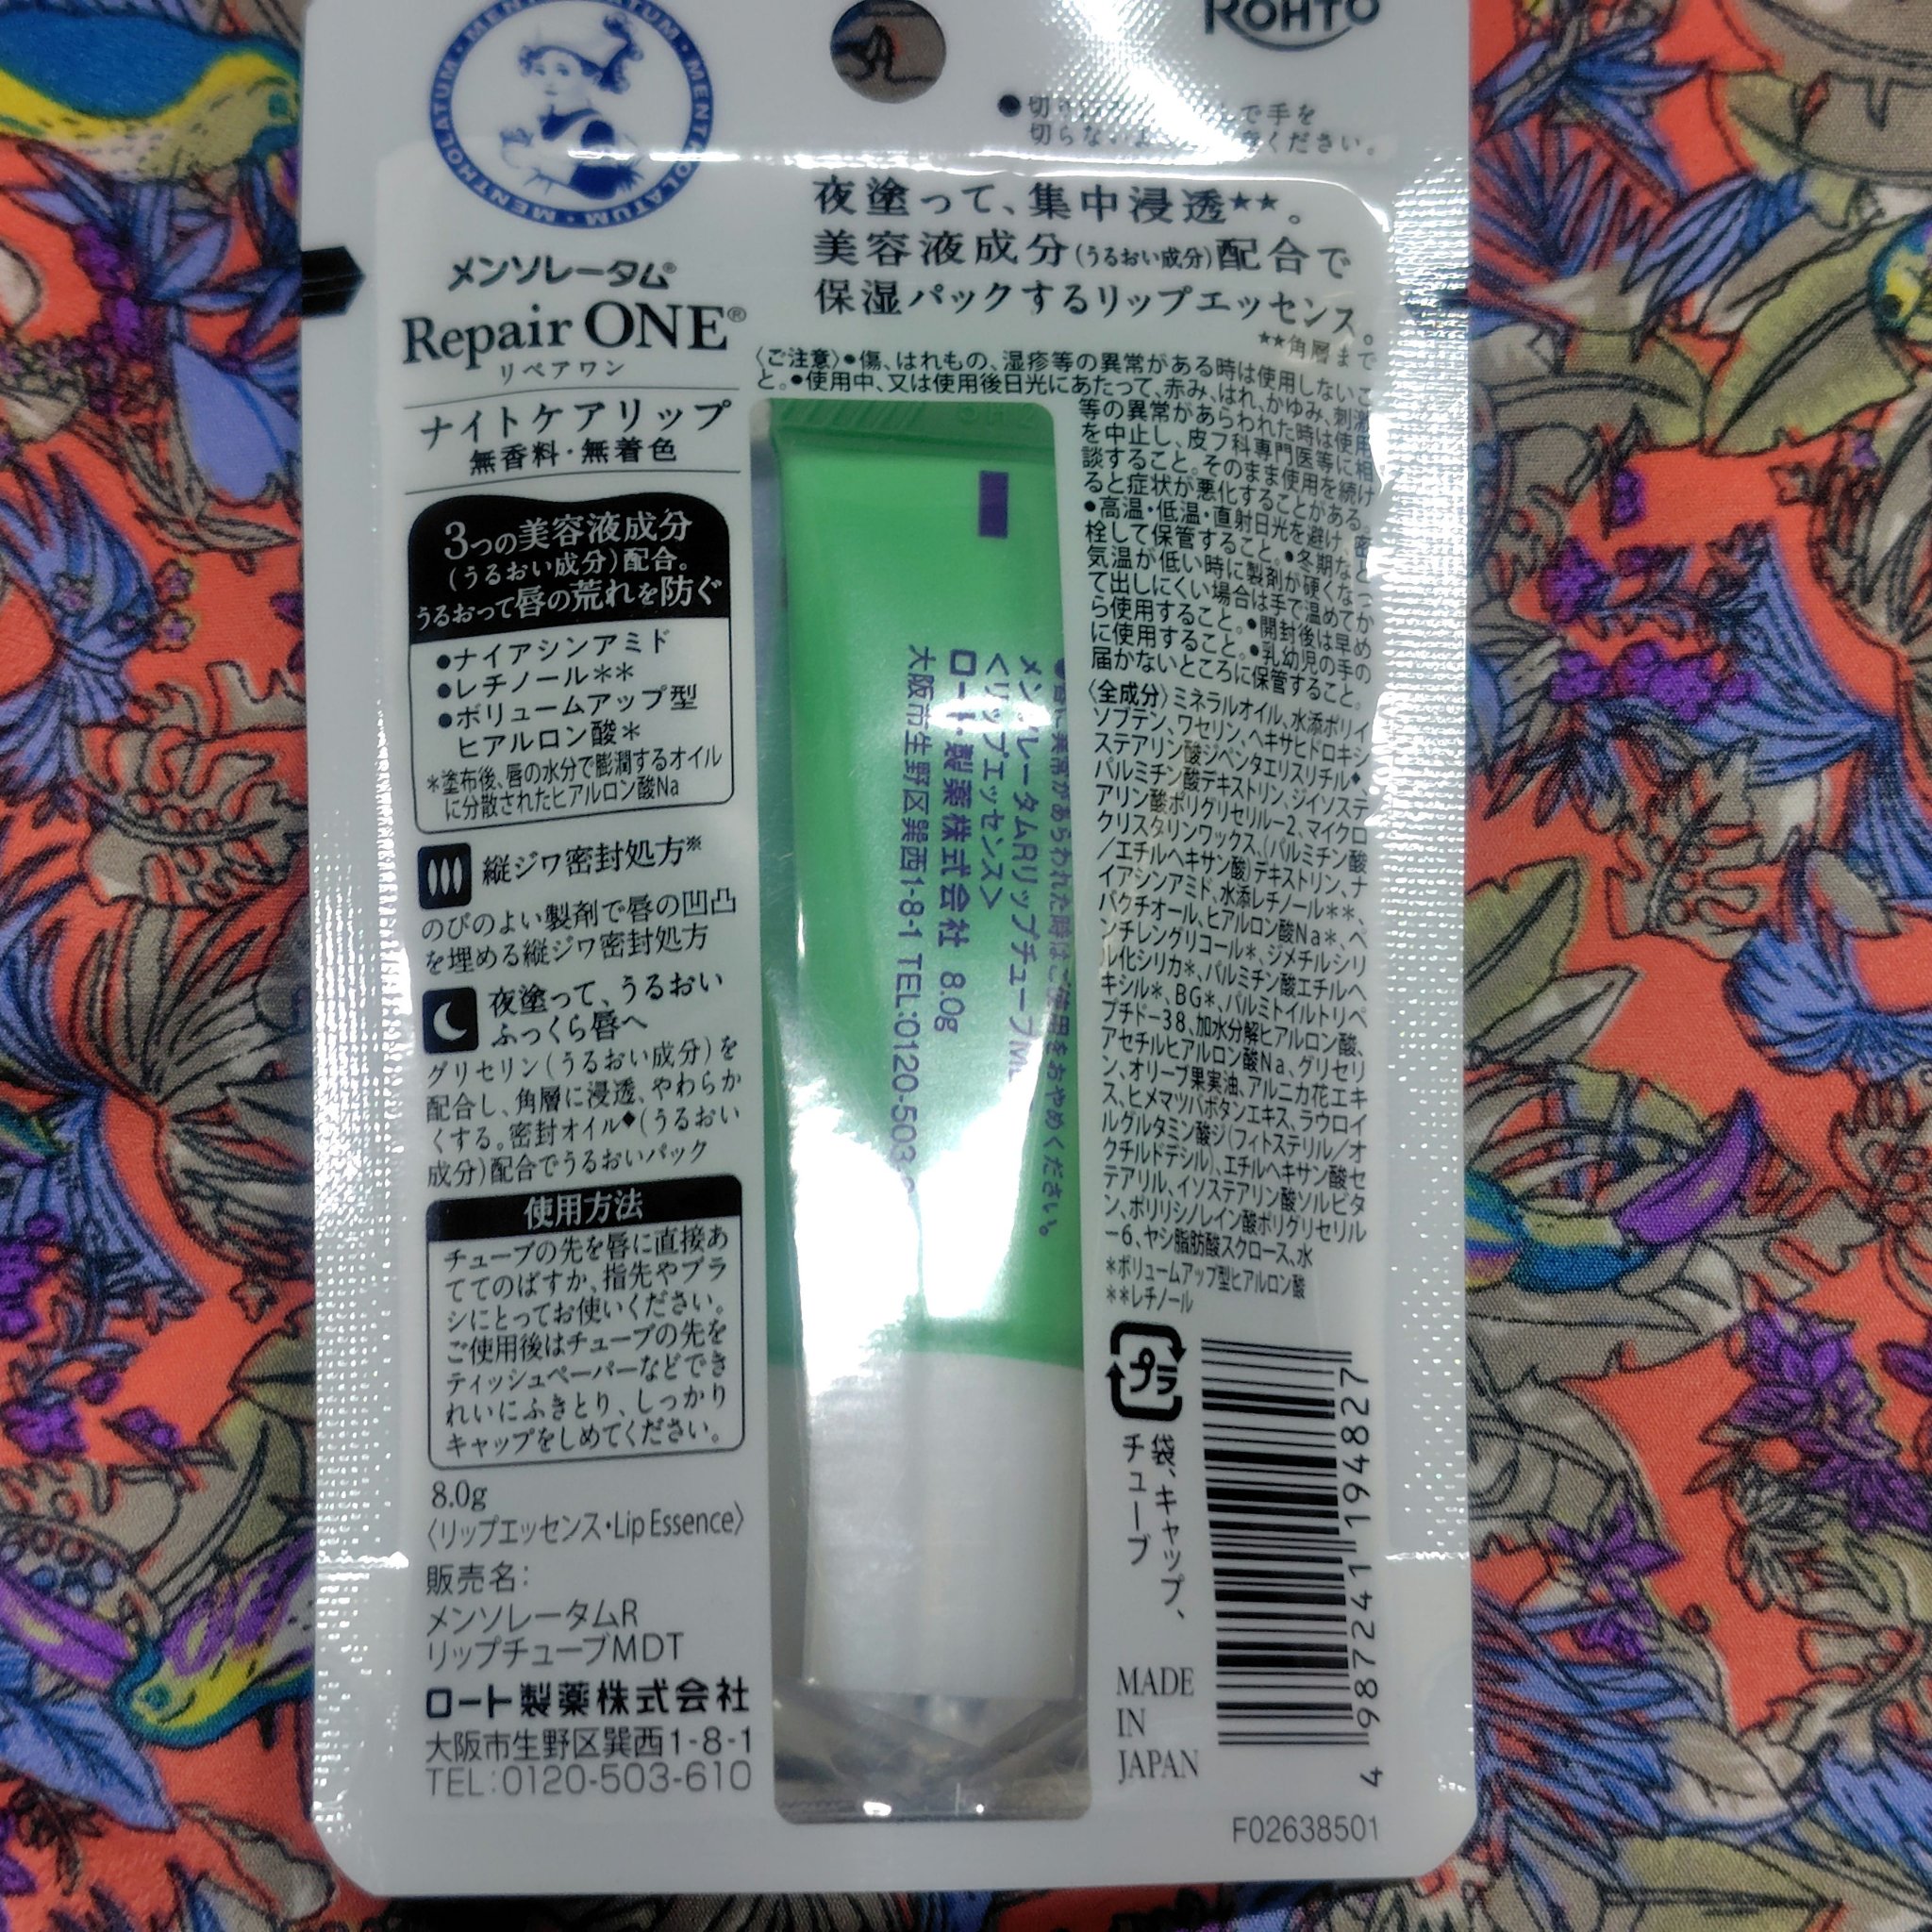 MENTHOLATUM
ROHTO
夜塗って、集中浸透★★。
美容液成分(うるおい成分)配合で
保湿パックするリップエッセンス。
★★角層まで
メンソレータム®
Repair ONE®
リペアワン
ナイトケアリップ
無香料・無着色
3つの美容液成分
(うるおい成分)配合。
うるおって唇の荒れを防ぐ
●ナイアシンアミド
●レチノール＊＊
●ボリュームアップ型
ヒアルロン酸＊
＊塗布後、唇の水分で膨潤するオイル
に分散されたヒアルロン酸Na
縦ジワ密封処方※
のびのよい製剤で唇の凹凸
を埋める縦ジワ密封処方
夜塗って、うるおい
ふっくら唇へ
グリセリン(うるおい成分)を
配合し、角層に浸透、やわらか
くする。密封オイル◆(うるおい
成分)配合でうるおいパック
使用方法
チューブの先を唇に直接あ
ててのばすか、指先やブラ
シにとってお使いください。
ご使用後はチューブの先を
ティッシュペーパーなどでき
れいにふきとり、しっかり
キャップをしめてください。
8.0g
〈リップエッセンス・Lip Essence〉
販売名：
メンソレータムR
リップチューブMDT
ロート製薬株式会社
大阪市生野区巽西1-8-1
TEL：0120-503-610
〈ご注意〉●傷、はれもの、湿疹等の異常がある時は使用しないこ
と。●使用中、又は使用後日光にあたって、赤み、はれ、かゆみ、刺激
等の異常があらわれた時は使用
を中止し、皮フ科専門医等に相
談すること。そのまま使用を続け
ると症状が悪化することがある。
●高温・低温・直射日光を避け、密
栓して保管すること。●冬期など
気温が低い時に製剤が硬くなっ
て出しにくい場合は手で温めてか
ら使用すること。●開封後は早め
に使用すること。●乳幼児の手の
届かないところに保管すること。
〈全成分〉ミネラルオイル、水添ポリイ
ソブテン、ワセリン、ヘキサヒドロキシ
ステアリン酸ジペンタエリスリチル◆、
パルミチン酸デキストリン、ジイソステ
アリン酸ポリグリセリル-2、マイクロ
クリスタリンワックス、(パルミチン酸
/エチルヘキサン酸)デキストリン、ナ
イアシンアミド、水添レチノール＊＊、
バクチオール、ヒアルロン酸Na＊、ペ
ンチレングリコール＊、ジメチルシリ
ル化シリカ＊、パルミチン酸エチルヘ
キシル＊、BG＊、パルミトイルトリペ
プチド-38、加水分解ヒアルロン酸、
アセチルヒアルロン酸Na、グリセリ
ン、オリーブ果実油、アルニカ花エキ
ス、ヒメマツバボタンエキス、ラウロイ
ルグルタミン酸ジ(フィトステリル/オ
クチルドデシル)、エチルヘキサン酸セ
テアリル、イソステアリン酸ソルビタ
ン、ポリリシノレイン酸ポリグリセリル
-6、ヤシ脂肪酸スクロース、水
＊ボリュームアップ型ヒアルロン酸
＊＊レチノール
プラ
袋、キャップ、
チューブ
MADE
IN
JAPAN
4 987241 194827
F02638501
メンソレータムRリップチューブM
<リップエッセンス>
ロート製薬株式会社 8.0g
大阪市生野区巽西1-8-1 TEL:0120-503